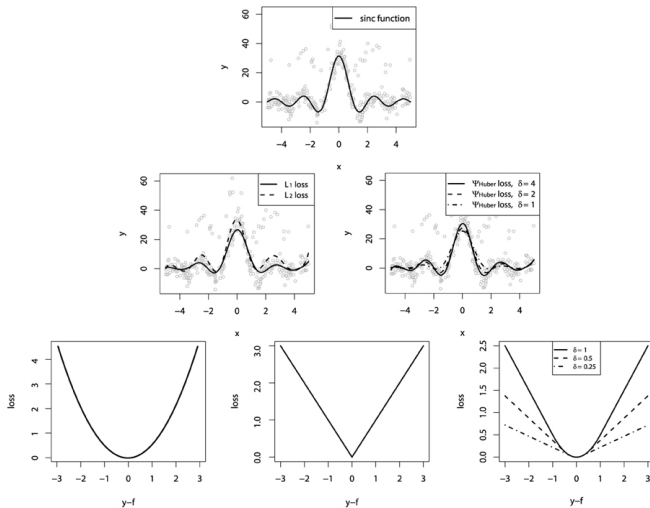 sinc function
60
40
20
0
y
−4 −2 0 2 4
x
L1 loss
L2 loss
60
40
20
0
y
−4 −2 0 2 4
x
ΨHuber loss, δ = 4
ΨHuber loss, δ = 2
ΨHuber loss, δ = 1
60
40
20
0
y
−4 −2 0 2 4
x
4
3
2
1
0
loss
−3 −2 −1 0 1 2 3
y−f
3.0
2.0
1.0
0.0
loss
−3 −2 −1 0 1 2 3
y−f
δ = 1
δ = 0.5
δ = 0.25
2.5
2.0
1.5
1.0
0.5
0.0
loss
−3 −2 −1 0 1 2 3
y−f